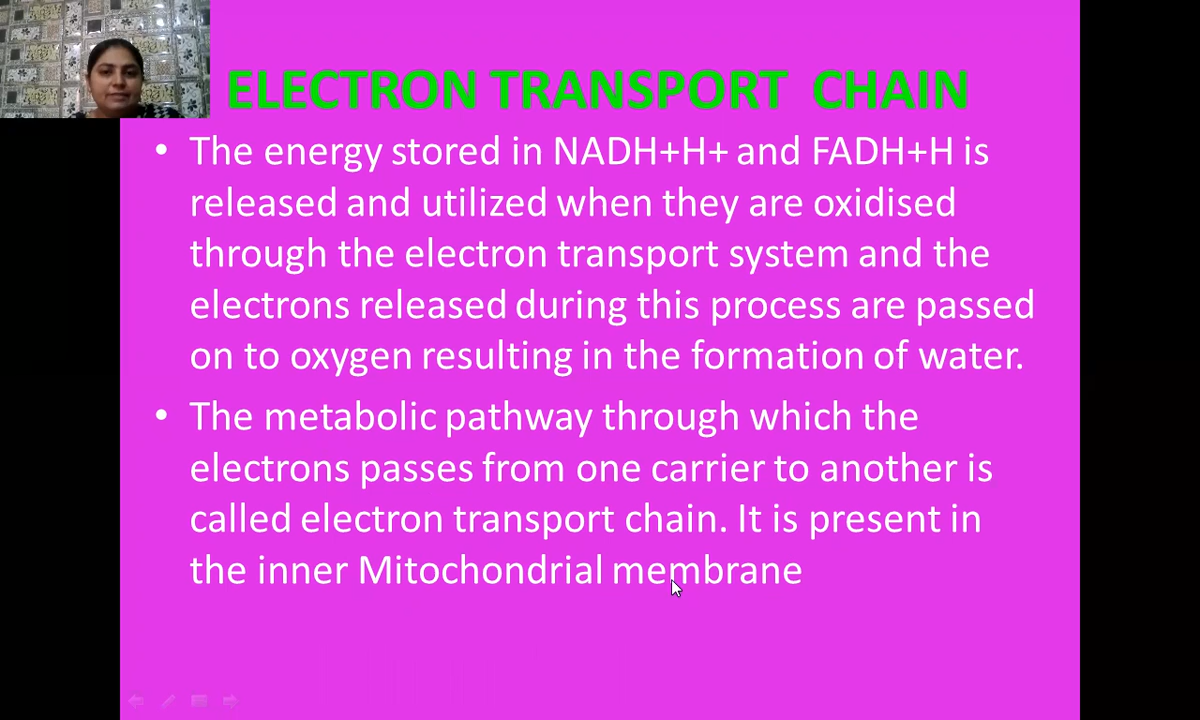 ELECTRON TRANSPORT CHAIN
• The energy stored in NADH+H+ and FADH+H is
released and utilized when they are oxidised
through the electron transport system and the
electrons released during this process are passed
on to oxygen resulting in the formation of water.
• The metabolic pathway through which the
electrons passes from one carrier to another is
called electron transport chain. It is present in
the inner Mitochondrial membrane